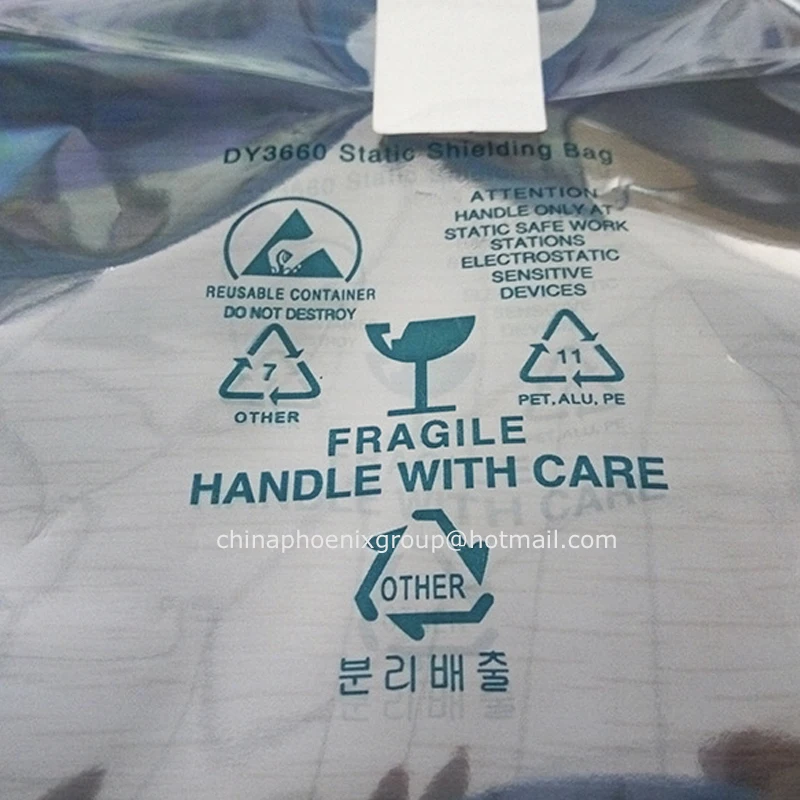 DY3660 Static Shielding Bag
ATTENTION
HANDLE ONLY AT
STATIC SAFE WORK
STATIONS
ELECTROSTATIC
SENSITIVE
DEVICES
REUSABLE CONTAINER
DO NOT DESTROY
7
OTHER
11
PET, ALU, PE
FRAGILE
HANDLE WITH CARE
chinaphoenixgroup@hotmail.com
OTHER
분리배출